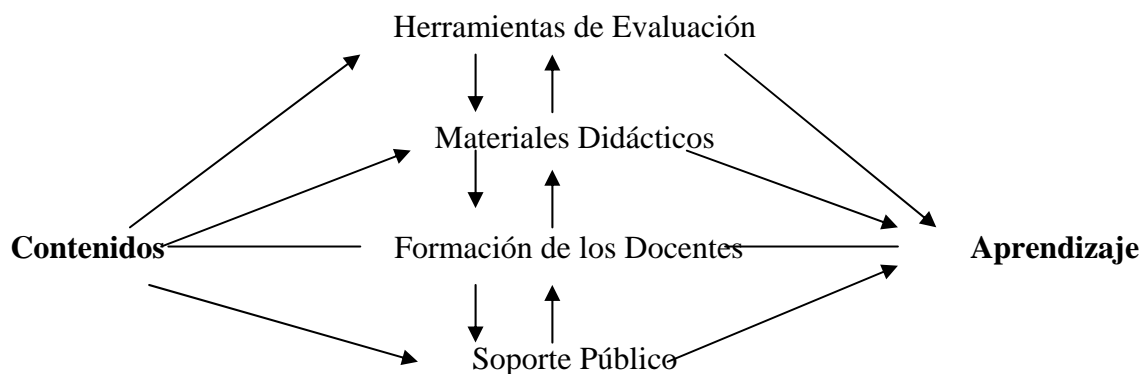 Herramientas de Evaluación
Materiales Didácticos
Contenidos Formación de los Docentes Aprendizaje
Soporte Público